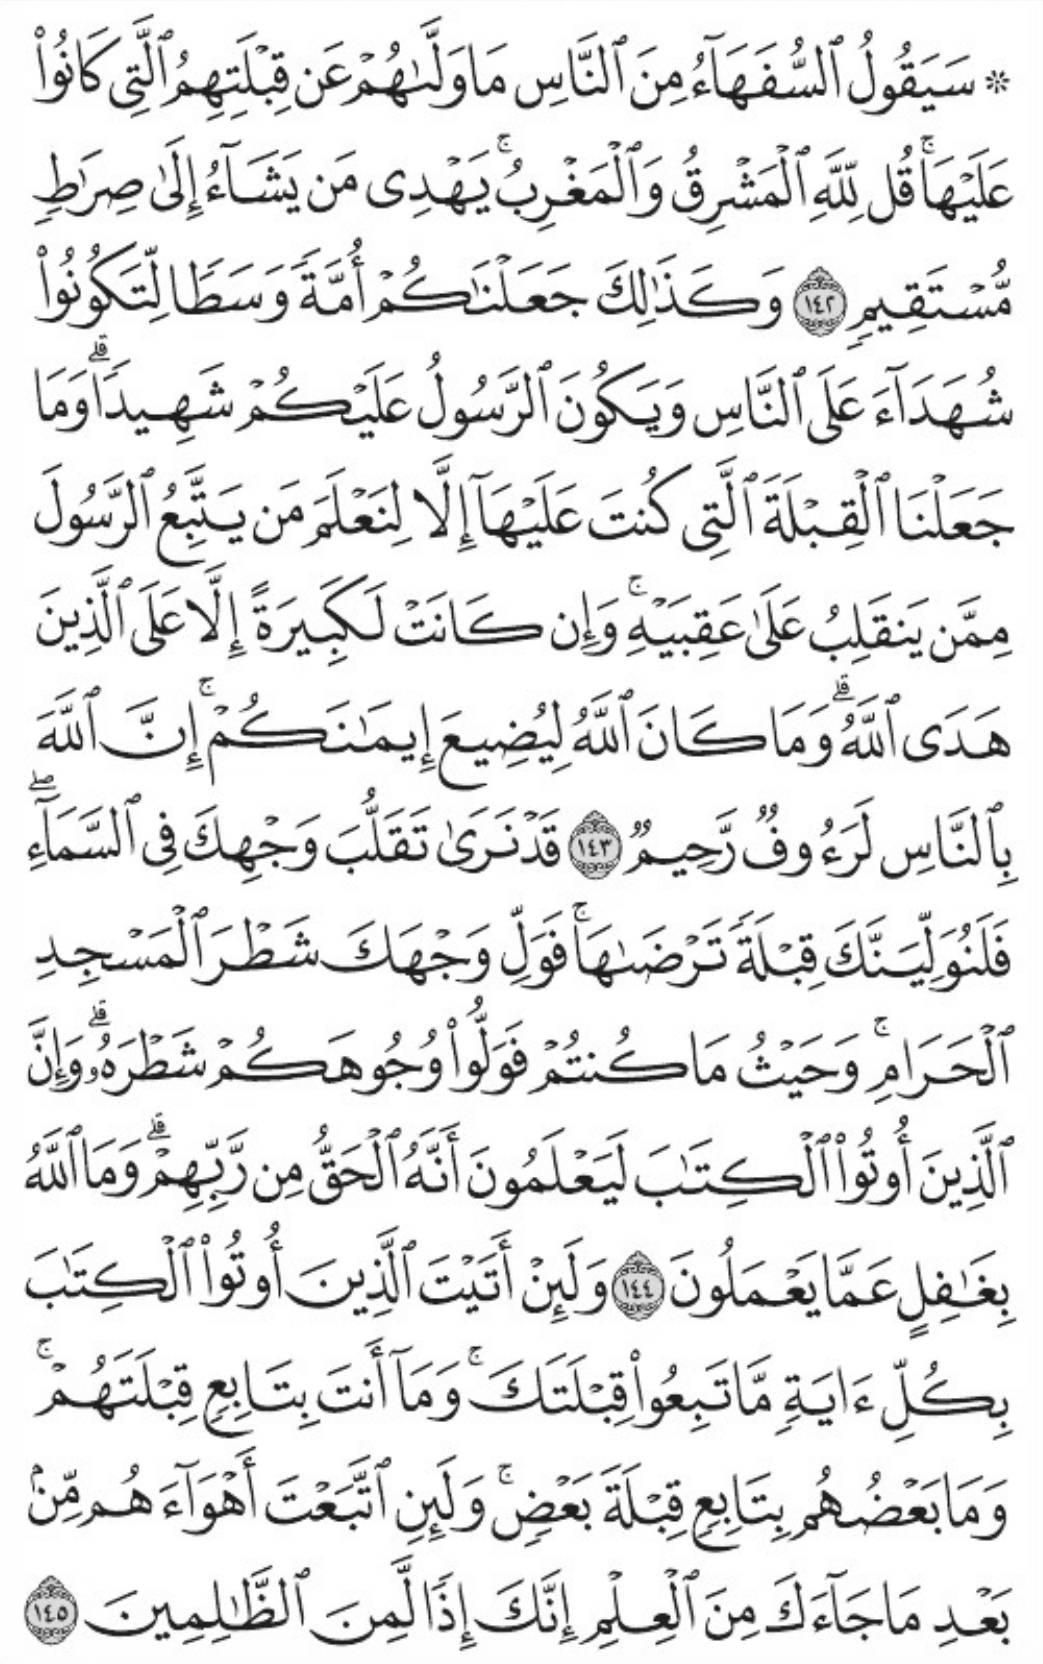 ۞ سَيَقُولُ ٱلسُّفَهَآءُ مِنَ ٱلنَّاسِ مَا وَلَّىٰهُمْ عَن قِبْلَتِهِمُ ٱلَّتِى كَانُوا۟
عَلَيْهَا ۚ قُل لِّلَّهِ ٱلْمَشْرِقُ وَٱلْمَغْرِبُ ۚ يَهْدِى مَن يَشَآءُ إِلَىٰ صِرَٰطٍ
مُّسْتَقِيمٍ ١٤٢ وَكَذَٰلِكَ جَعَلْنَٰكُمْ أُمَّةً وَسَطًا لِّتَكُونُوا۟
شُهَدَآءَ عَلَى ٱلنَّاسِ وَيَكُونَ ٱلرَّسُولُ عَلَيْكُمْ شَهِيدًا ۗ وَمَا
جَعَلْنَا ٱلْقِبْلَةَ ٱلَّتِى كُنتَ عَلَيْهَآ إِلَّا لِنَعْلَمَ مَن يَتَّبِعُ ٱلرَّسُولَ
مِمَّن يَنقَلِبُ عَلَىٰ عَقِبَيْهِ ۚ وَإِن كَانَتْ لَكَبِيرَةً إِلَّا عَلَى ٱلَّذِينَ
هَدَى ٱللَّهُ ۗ وَمَا كَانَ ٱللَّهُ لِيُضِيعَ إِيمَٰنَكُمْ ۚ إِنَّ ٱللَّهَ
بِٱلنَّاسِ لَرَءُوفٌ رَّحِيمٌ ١٤٣ قَدْ نَرَىٰ تَقَلُّبَ وَجْهِكَ فِى ٱلسَّمَآءِ ۖ
فَلَنُوَلِّيَنَّكَ قِبْلَةً تَرْضَىٰهَا ۚ فَوَلِّ وَجْهَكَ شَطْرَ ٱلْمَسْجِدِ
ٱلْحَرَامِ ۚ وَحَيْثُ مَا كُنتُمْ فَوَلُّوا۟ وُجُوهَكُمْ شَطْرَهُۥ ۗ وَإِنَّ
ٱلَّذِينَ أُوتُوا۟ ٱلْكِتَٰبَ لَيَعْلَمُونَ أَنَّهُ ٱلْحَقُّ مِن رَّبِّهِمْ ۗ وَمَا ٱللَّهُ
بِغَٰفِلٍ عَمَّا يَعْمَلُونَ ١٤٤ وَلَئِنْ أَتَيْتَ ٱلَّذِينَ أُوتُوا۟ ٱلْكِتَٰبَ
بِكُلِّ ءَايَةٍ مَّا تَبِعُوا۟ قِبْلَتَكَ ۚ وَمَآ أَنتَ بِتَابِعٍ قِبْلَتَهُمْ ۚ
وَمَا بَعْضُهُم بِتَابِعٍ قِبْلَةَ بَعْضٍ ۚ وَلَئِنِ ٱتَّبَعْتَ أَهْوَآءَهُم مِّنۢ
بَعْدِ مَا جَآءَكَ مِنَ ٱلْعِلْمِ إِنَّكَ إِذًا لَّمِنَ ٱلظَّٰلِمِينَ ١٤٥